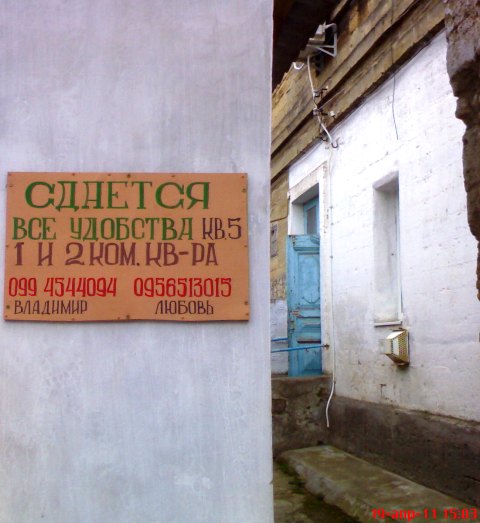 СДАЕТСЯ
ВСЕ УДОБСТВА КВ.5
1 И 2 КОМ. КВ-РА
099 4544094 0956513015
ВЛАДИМИР ЛЮБОВЬ